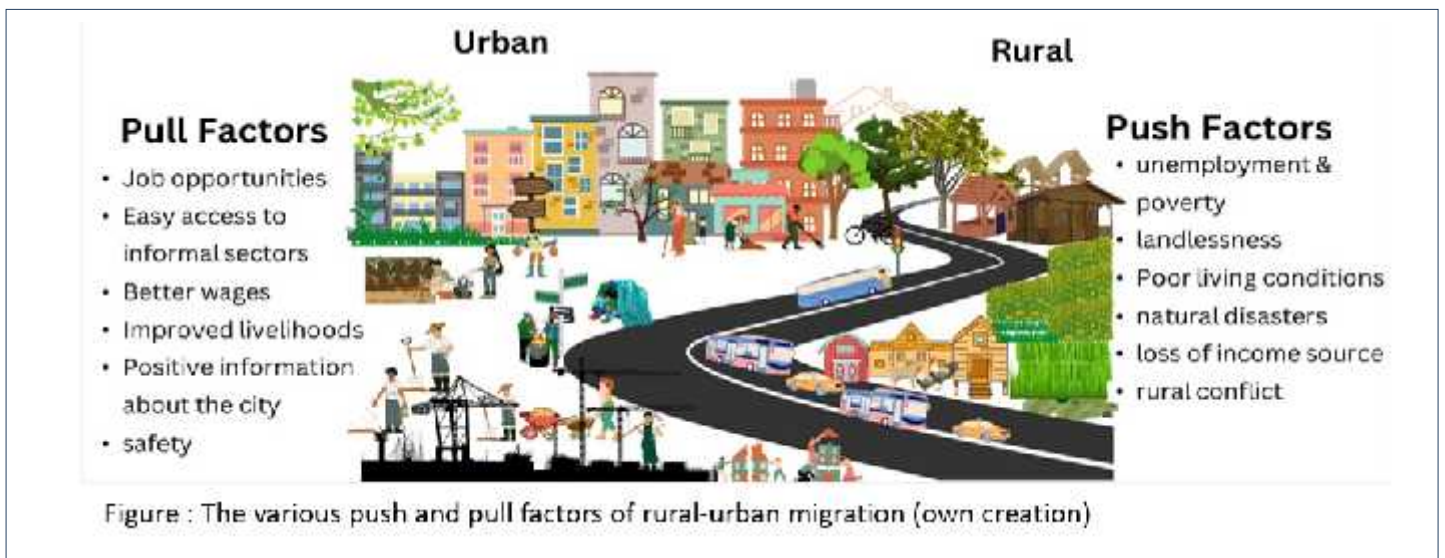 Urban
Rural
Pull Factors
• Job opportunities
• Easy access to
informal sectors
• Better wages
• Improved livelihoods
• Positive information
about the city
• safety
Push Factors
• unemployment &
poverty
• landlessness
• Poor living conditions
• natural disasters
• loss of income source
• rural conflict
Figure : The various push and pull factors of rural-urban migration (own creation)